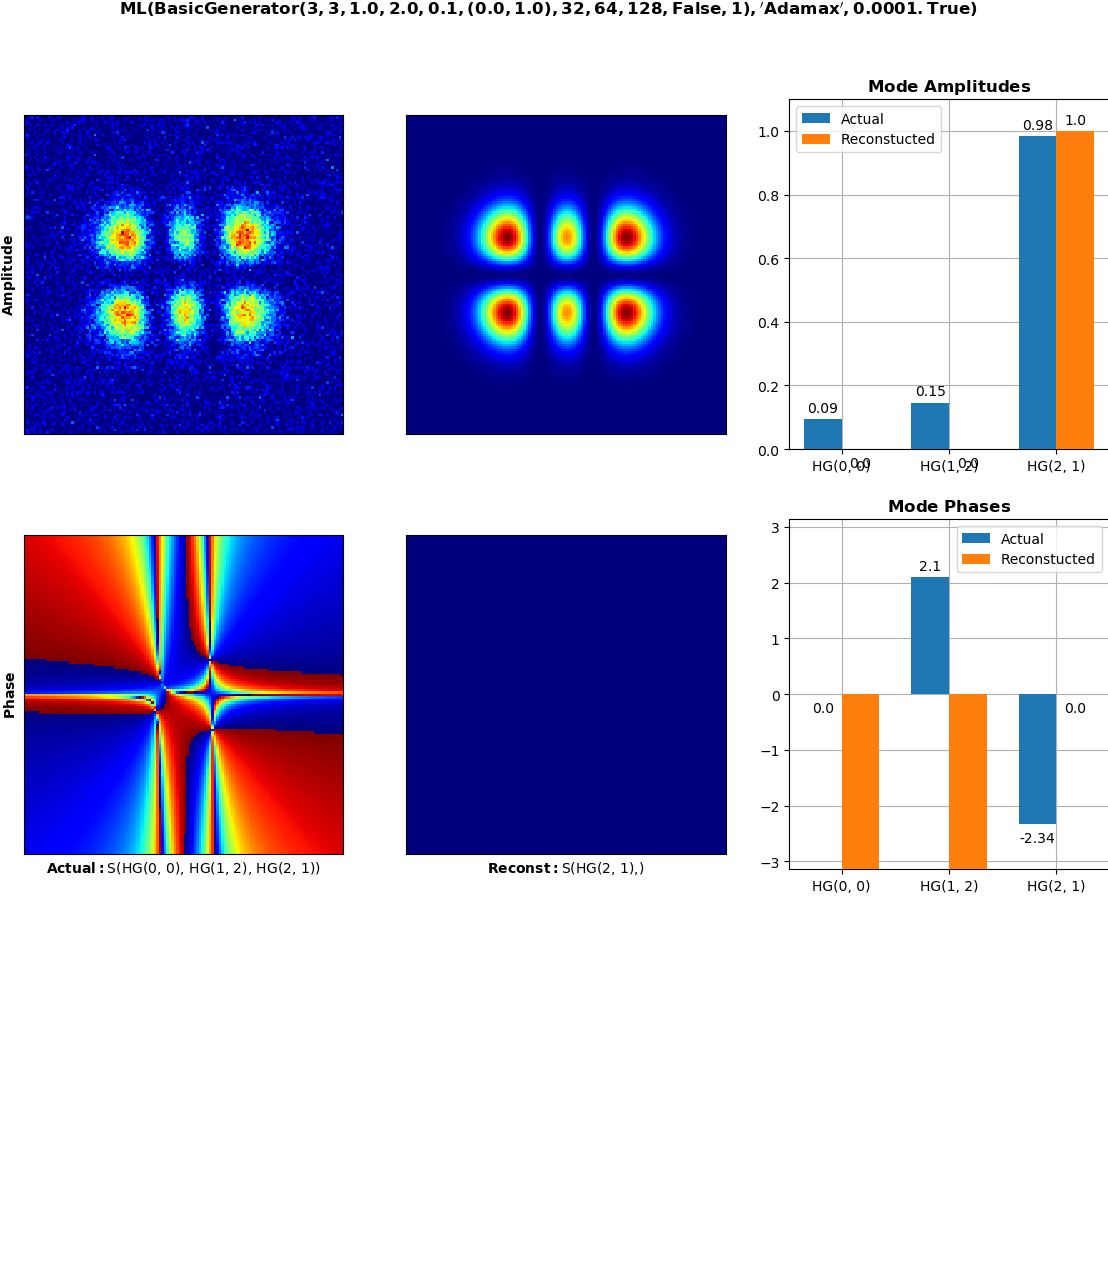 ML(BasicGenerator(3, 3, 1.0, 2.0, 0.1, (0.0, 1.0), 32, 64, 128, False, 1), ′Adamax′, 0.0001. True)
Amplitude
Mode Amplitudes
Actual
Reconstucted
1.0
0.8
0.6
0.4
0.2
0.0
0.09
0.0
0.15
0.0
0.98
1.0
HG(0, 0)
HG(1, 2)
HG(2, 1)
Phase
Actual: S(HG(0, 0), HG(1, 2), HG(2, 1))
Reconst: S(HG(2, 1),)
Mode Phases
Actual
Reconstucted
3
2
1
0
−1
−2
−3
0.0
2.1
-2.34
0.0
HG(0, 0)
HG(1, 2)
HG(2, 1)